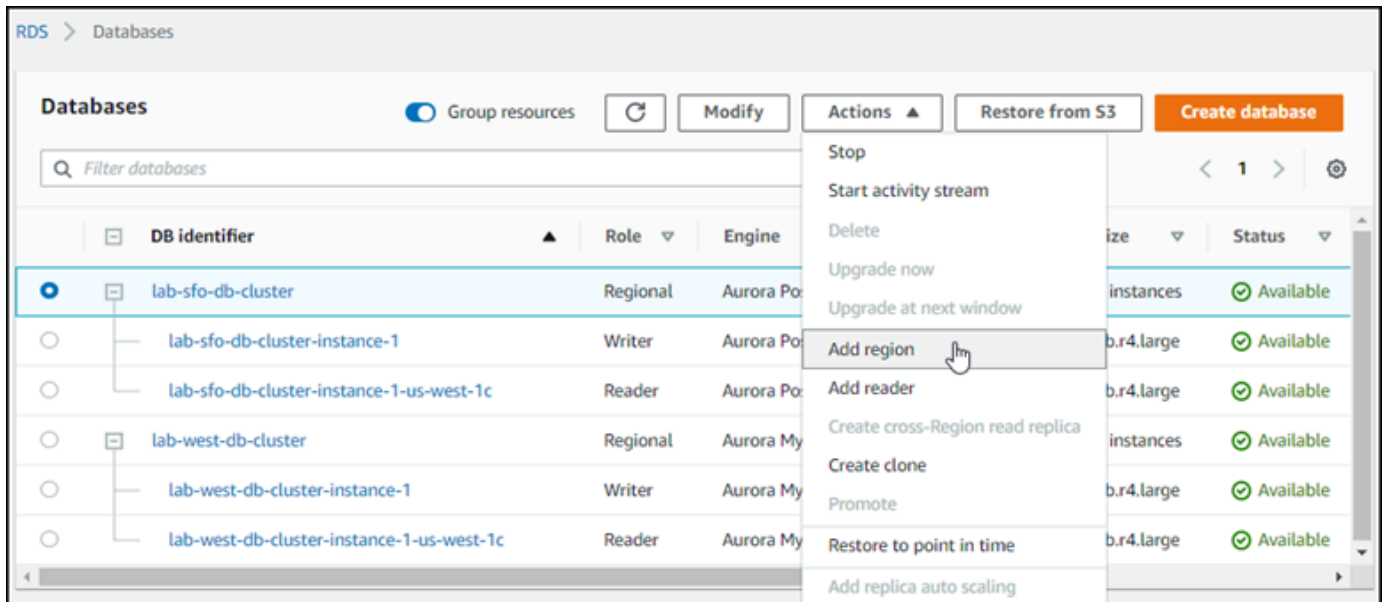 RDS > Databases
Databases Group resources Modify Actions ▲ Restore from S3 Create database
Filter databases < 1 >
DB identifier ▲ Role Engine ize Status
lab-sfo-db-cluster Regional Aurora Po instances Available
lab-sfo-db-cluster-instance-1 Writer Aurora Po b.r4.large Available
lab-sfo-db-cluster-instance-1-us-west-1c Reader Aurora Po b.r4.large Available
lab-west-db-cluster Regional Aurora My instances Available
lab-west-db-cluster-instance-1 Writer Aurora My b.r4.large Available
lab-west-db-cluster-instance-1-us-west-1c Reader Aurora My b.r4.large Available
Stop
Start activity stream
Delete
Upgrade now
Upgrade at next window
Add region
Add reader
Create cross-Region read replica
Create clone
Promote
Restore to point in time
Add replica auto scaling